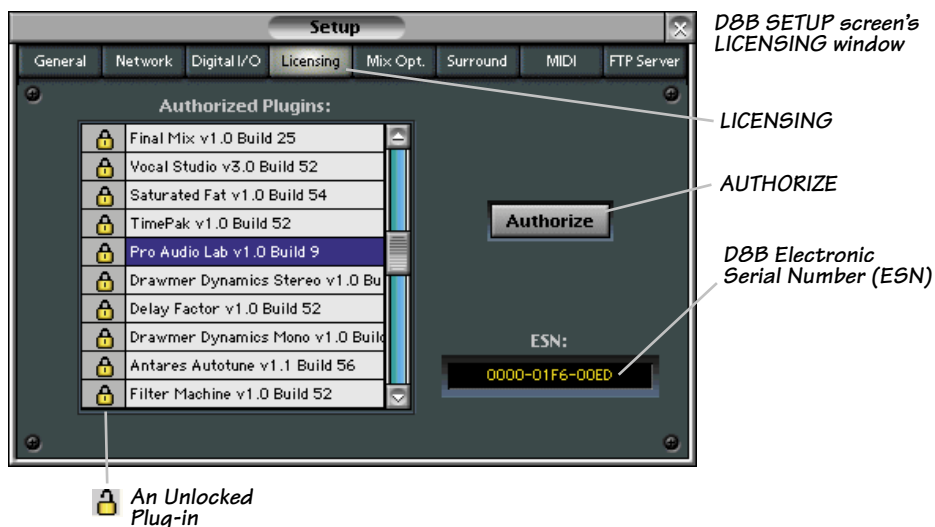 Setup
D8B SETUP screen's
LICENSING window
General Network Digital I/O Licensing Mix Opt. Surround MIDI FTP Server
Authorized Plugins:
LICENSING
Final Mix v1.0 Build 25
Vocal Studio v3.0 Build 52
Saturated Fat v1.0 Build 54
TimePak v1.0 Build 52
Pro Audio Lab v1.0 Build 9
Drawmer Dynamics Stereo v1.0 Bu
Delay Factor v1.0 Build 52
Drawmer Dynamics Mono v1.0 Build
Antares Autotune v1.1 Build 56
Filter Machine v1.0 Build 52
Authorize
AUTHORIZE
D8B Electronic
Serial Number (ESN)
ESN:
0000-01F6-00ED
An Unlocked
Plug-in